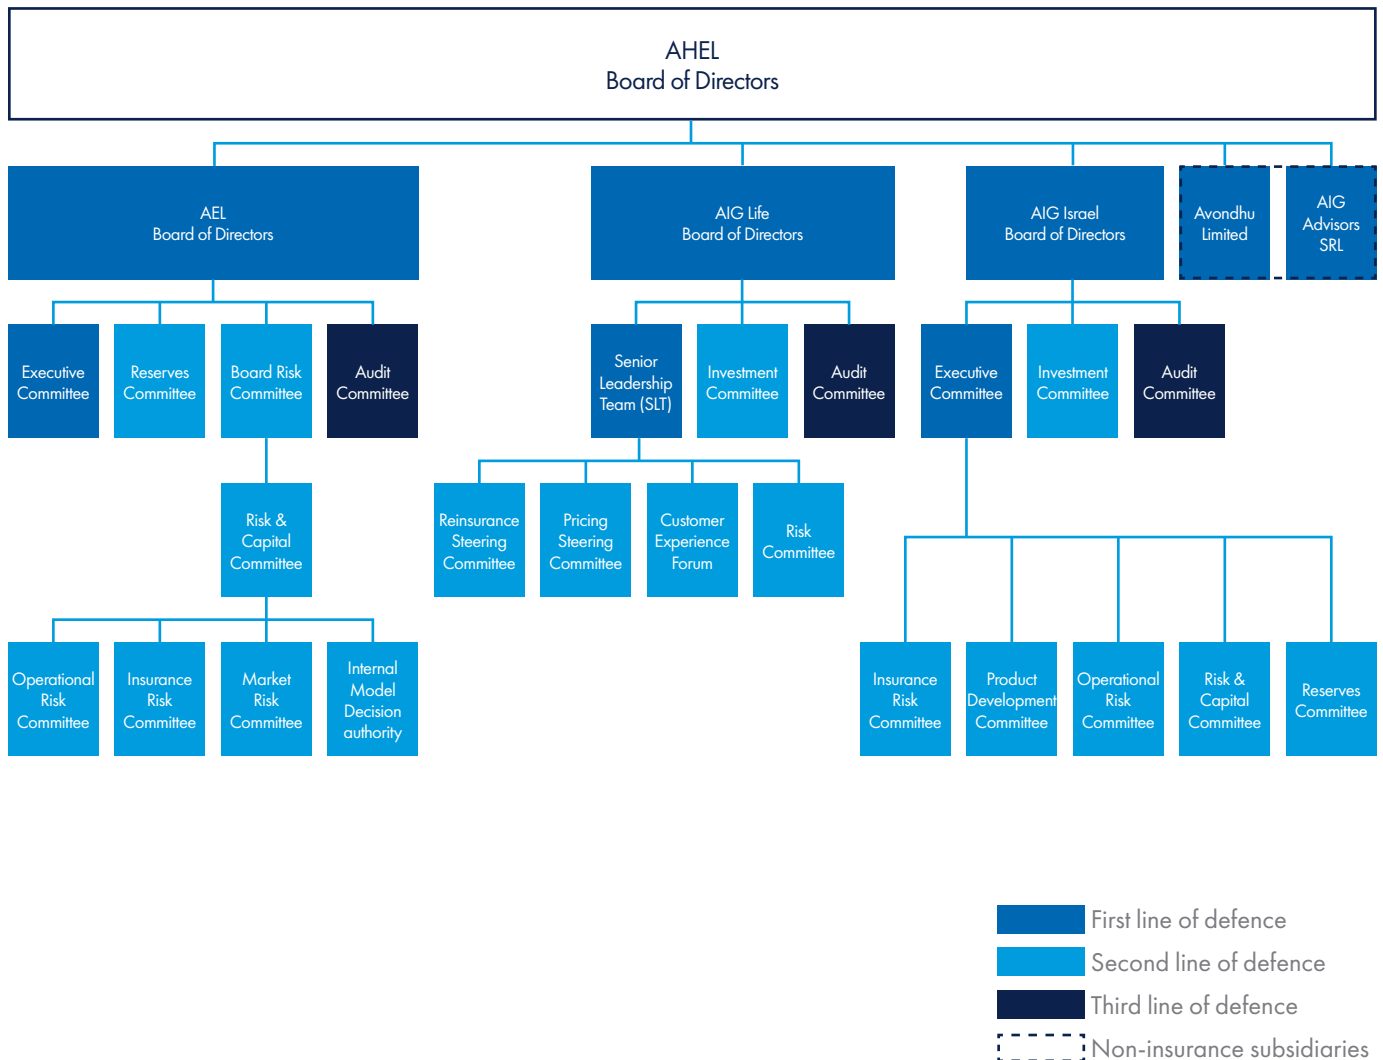 AHEL
Board of Directors
AEL
Board of Directors
AIG Life
Board of Directors
AIG Israel
Board of Directors
Avondhu
Limited
AIG
Advisors
SRL
Executive
Committee
Reserves
Committee
Board Risk
Committee
Audit
Committee
Senior
Leadership
Team (SLT)
Investment
Committee
Audit
Committee
Executive
Committee
Investment
Committee
Audit
Committee
Risk &
Capital
Committee
Reinsurance
Steering
Committee
Pricing
Steering
Committee
Customer
Experience
Forum
Risk
Committee
Operational
Risk
Committee
Insurance
Risk
Committee
Market
Risk
Committee
Internal
Model
Decision
authority
Insurance
Risk
Committee
Product
Development
Committee
Operational
Risk
Committee
Risk &
Capital
Committee
Reserves
Committee
First line of defence
Second line of defence
Third line of defence
Non-insurance subsidiaries